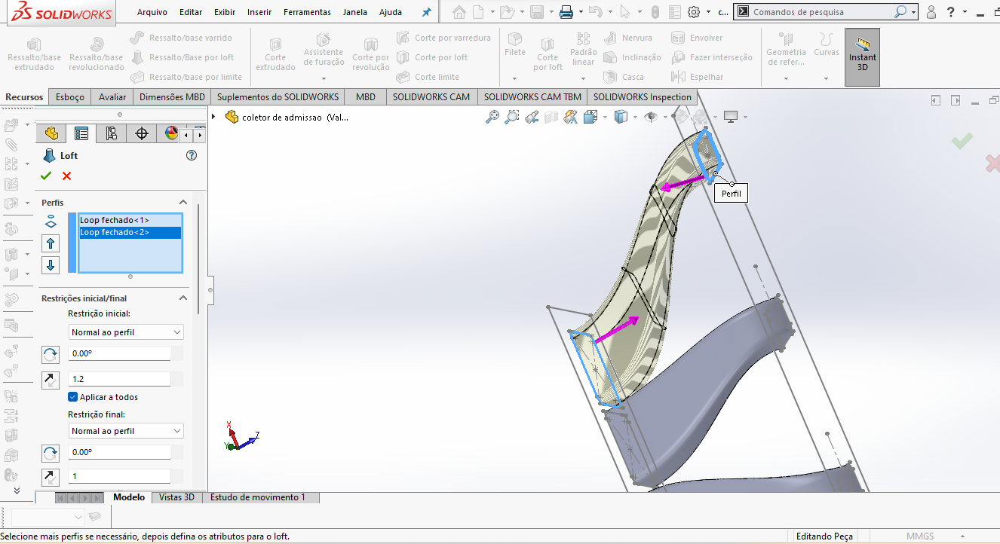 SOLIDWORKS
Arquivo Editar Exibir Inserir Ferramentas Janela Ajuda
c...
Comandos de pesquisa
?
Ressalto/base extrudado
Ressalto/base revolucionado
Ressalto/base varrido
Ressalto/Base por loft
Ressalto/base por limite
Corte extrudado
Assistente de furação
Corte por revolução
Corte por varredura
Corte por loft
Corte limite
Filete
Corte por loft
Padrão linear
Nervura
Inclinação
Casca
Envolver
Fazer interseção
Espelhar
Geometria de refer...
Curvas
Instant 3D
Recursos Esboço Avaliar Dimensões MBD Suplementos do SOLIDWORKS MBD SOLIDWORKS CAM SOLIDWORKS CAM TBM SOLIDWORKS Inspection
coletor de admissao (Val...
Loft
Perfis
Loop fechado<1>
Loop fechado<2>
Restrições inicial/final
Restrição inicial:
Normal ao perfil
0.00º
1.2
Aplicar a todos
Restrição final:
Normal ao perfil
0.00º
1
Perfil
X
Y
Z
Modelo Vistas 3D Estudo de movimento 1
Selecione mais perfis se necessário, depois defina os atributos para o loft.
Editando Peça
MMGS